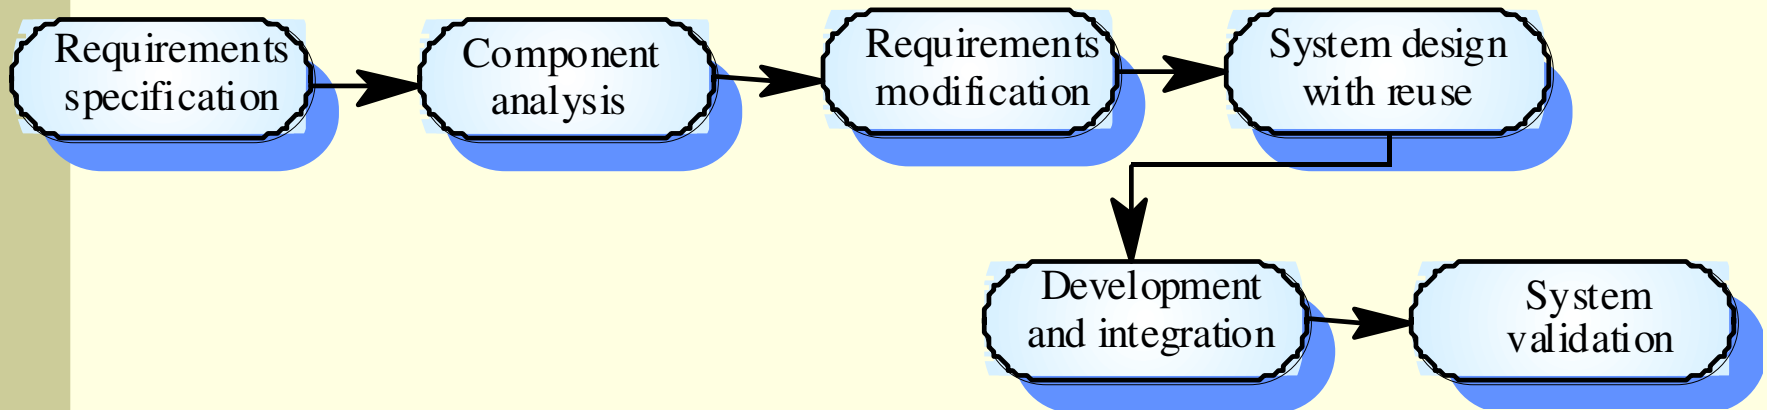 Requirements
specification
Component
analysis
Requirements
modification
System design
with reuse
Development
and integration
System
validation